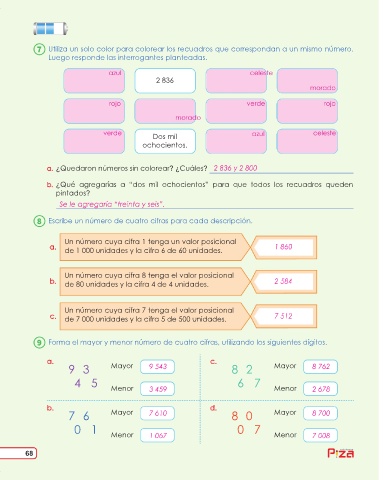 7 Utiliza un solo color para colorear los recuadros que correspondan a un mismo número.
Luego responde las interrogantes planteadas.
azul
2 836
celeste
morado
rojo
morado
verde
rojo
verde
Dos mil
ochocientos.
azul
celeste
a. ¿Quedaron números sin colorear? ¿Cuáles? 2 836 y 2 800
b. ¿Qué agregarías a “dos mil ochocientos” para que todos los recuadros queden
pintados?
Se le agregaría “treinta y seis”.
8 Escribe un número de cuatro cifras para cada descripción.
a. Un número cuya cifra 1 tenga un valor posicional
de 1 000 unidades y la cifra 6 de 60 unidades.
1 860
b. Un número cuya cifra 8 tenga el valor posicional
de 80 unidades y la cifra 4 de 4 unidades.
2 584
c. Un número cuya cifra 7 tenga el valor posicional
de 7 000 unidades y la cifra 5 de 500 unidades.
7 512
9 Forma el mayor y menor número de cuatro cifras, utilizando los siguientes dígitos.
a.
9 3
4 5
Mayor 9 543
Menor 3 459
c.
8 2
6 7
Mayor 8 762
Menor 2 678
b.
7 6
0 1
Mayor 7 610
Menor 1 067
d.
8 0
0 7
Mayor 8 700
Menor 7 008
68